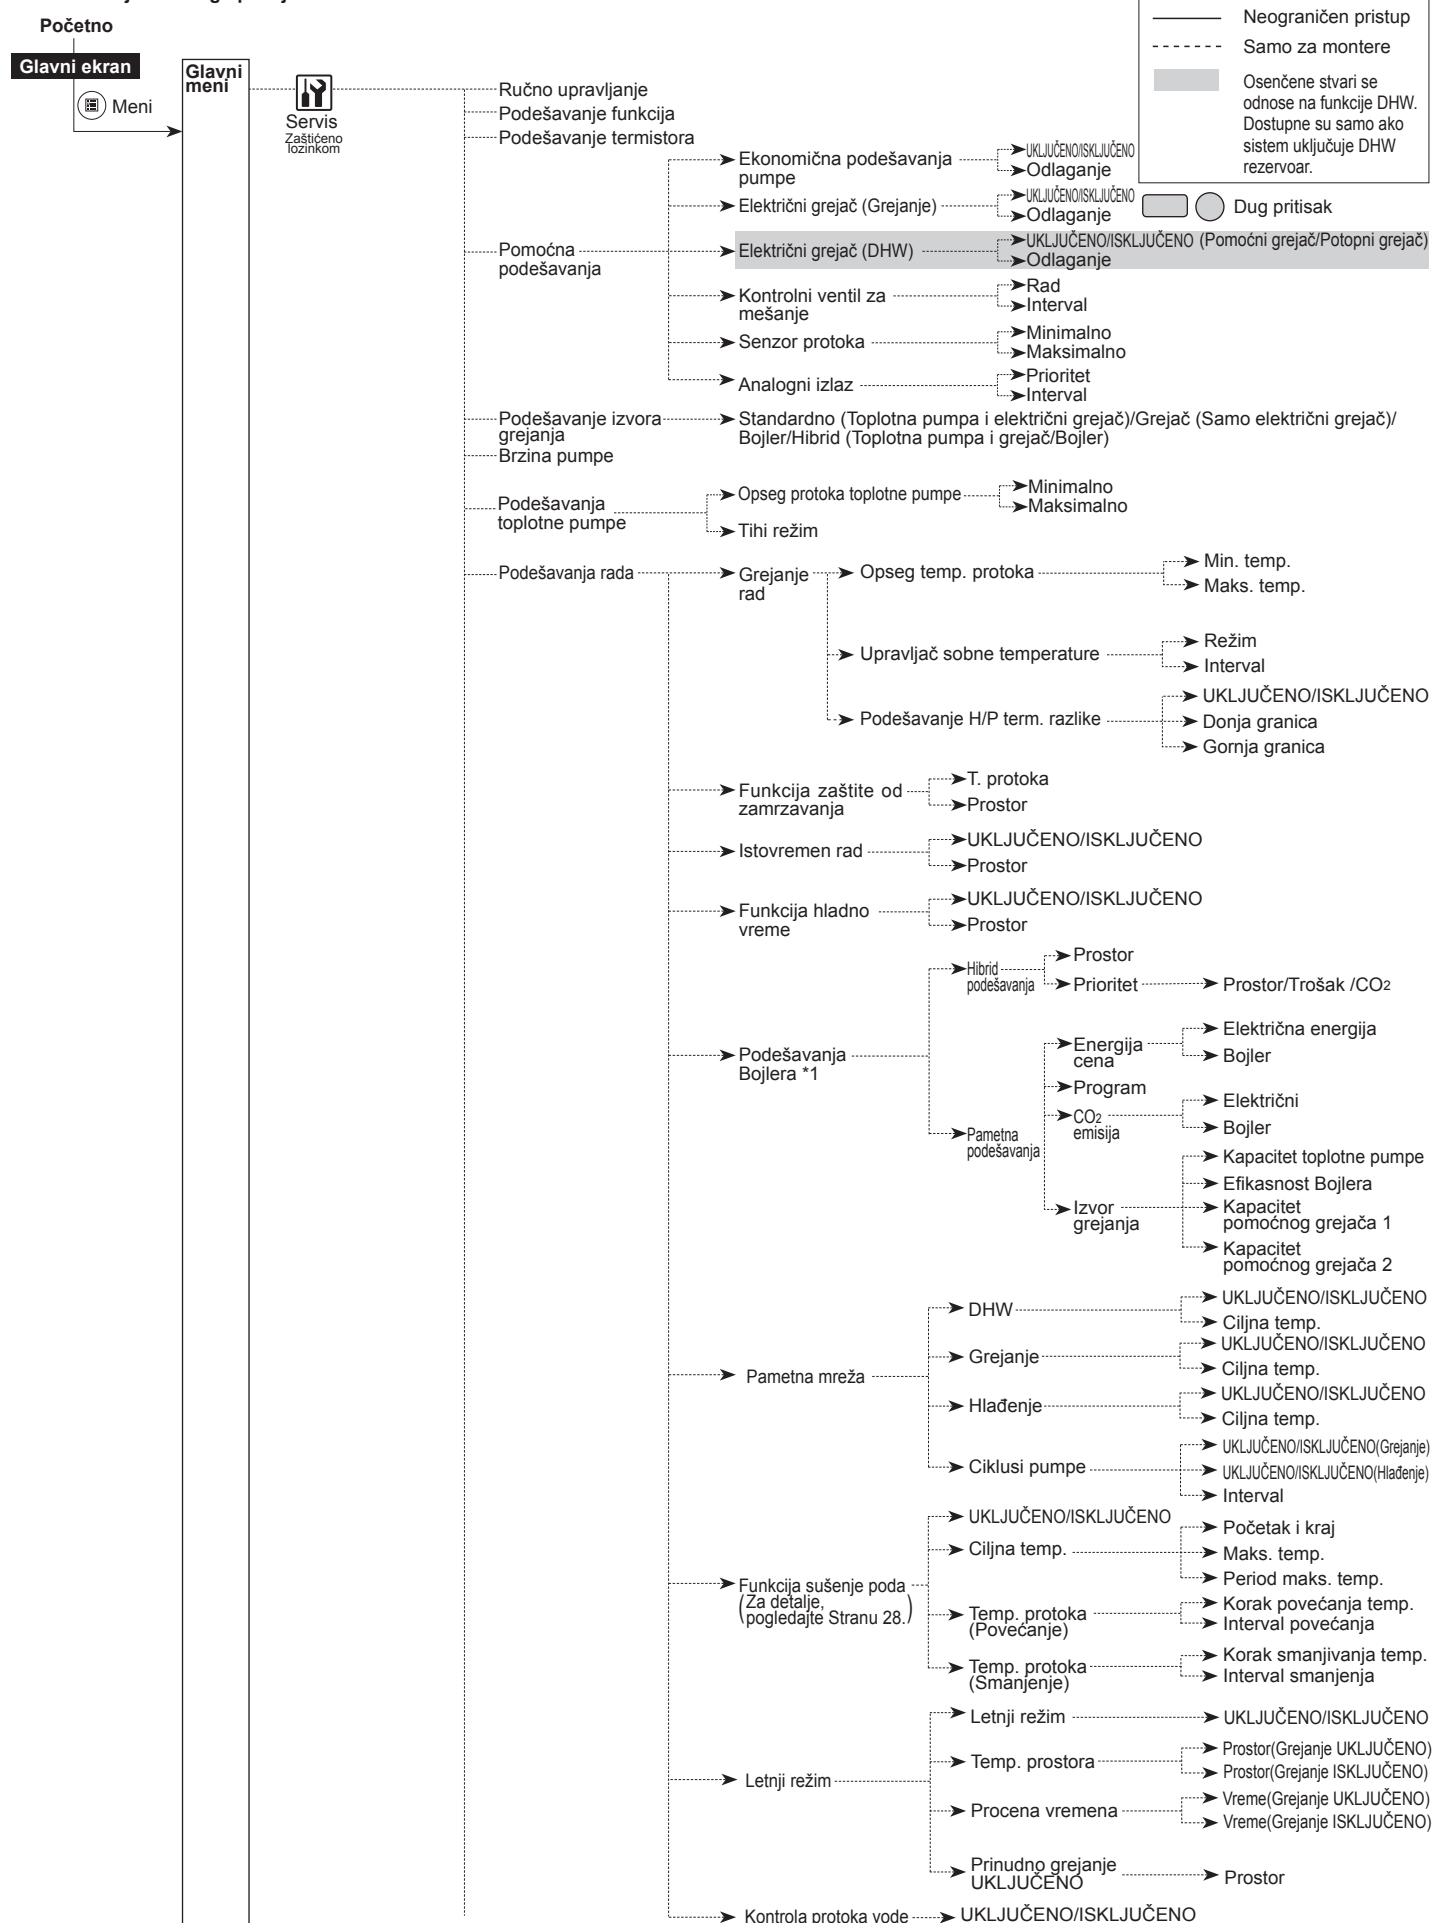 Početno
Glavni ekran
Meni
Glavni
meni
Servis
Zaštićeno
lozinkom
Neograničen pristup
Samo za montere
Osenčene stvari se
odnose na funkcije DHW.
Dostupne su samo ako
sistem uključuje DHW
rezervoar.
Dug pritisak
Ručno upravljanje
Podešavanje funkcija
Podešavanje termistora
Pomoćna
podešavanja
Ekonomična podešavanja
pumpe
UKLJUČENO/ISKLJUČENO
Odlaganje
Električni grejač (Grejanje)
UKLJUČENO/ISKLJUČENO
Odlaganje
Električni grejač (DHW)
UKLJUČENO/ISKLJUČENO (Pomoćni grejač/Potopni grejač)
Odlaganje
Kontrolni ventil za
mešanje
Rad
Interval
Senzor protoka
Minimalno
Maksimalno
Analogni izlaz
Prioritet
Interval
Podešavanje izvora
grejanja
Standardno (Toplotna pumpa i električni grejač)/Grejač (Samo električni grejač)/
Bojler/Hibrid (Toplotna pumpa i grejač/Bojler)
Brzina pumpe
Podešavanja
toplotne pumpe
Opseg protoka toplotne pumpe
Minimalno
Maksimalno
Tihi režim
Podešavanja rada
Grejanje
rad
Opseg temp. protoka
Min. temp.
Maks. temp.
Upravljač sobne temperature
Režim
Interval
Podešavanje H/P term. razlike
UKLJUČENO/ISKLJUČENO
Donja granica
Gornja granica
Funkcija zaštite od
zamrzavanja
T. protoka
Prostor
Istovremen rad
UKLJUČENO/ISKLJUČENO
Prostor
Funkcija hladno
vreme
UKLJUČENO/ISKLJUČENO
Prostor
Podešavanja
Bojlera *1
Hibrid
podešavanja
Prostor
Prioritet
Prostor/Trošak /CO2
Pametna
podešavanja
Energija
cena
Električna energija
Bojler
Program
CO2
emisija
Električni
Bojler
Izvor
grejanja
Kapacitet toplotne pumpe
Efikasnost Bojlera
Kapacitet
pomoćnog grejača 1
Kapacitet
pomoćnog grejača 2
Pametna mreža
DHW
UKLJUČENO/ISKLJUČENO
Ciljna temp.
Grejanje
UKLJUČENO/ISKLJUČENO
Ciljna temp.
Hlađenje
UKLJUČENO/ISKLJUČENO
Ciljna temp.
Ciklusi pumpe
UKLJUČENO/ISKLJUČENO(Grejanje)
UKLJUČENO/ISKLJUČENO(Hlađenje)
Interval
Funkcija sušenje poda
(Za detalje,
pogledajte Stranu 28.)
UKLJUČENO/ISKLJUČENO
Ciljna temp.
Početak i kraj
Maks. temp.
Period maks. temp.
Temp. protoka
(Povećanje)
Korak povećanja temp.
Interval povećanja
Temp. protoka
(Smanjenje)
Korak smanjivanja temp.
Interval smanjenja
Letnji režim
Letnji režim
UKLJUČENO/ISKLJUČENO
Temp. prostora
Prostor(Grejanje UKLJUČENO)
Prostor(Grejanje ISKLJUČENO)
Procena vremena
Vreme(Grejanje UKLJUČENO)
Vreme(Grejanje ISKLJUČENO)
Prinudno grejanje
UKLJUČENO
Prostor
Kontrola protoka vode
UKLJUČENO/ISKLJUČENO